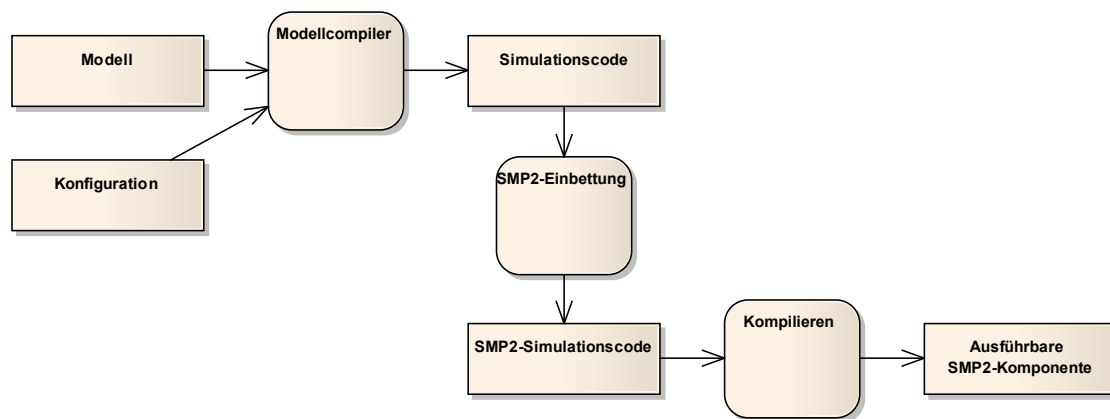 Modell
Modellcompiler
Simulationscode
Konfiguration
SMP2-Einbettung
SMP2-Simulationscode
Kompilieren
Ausführbare
SMP2-Komponente